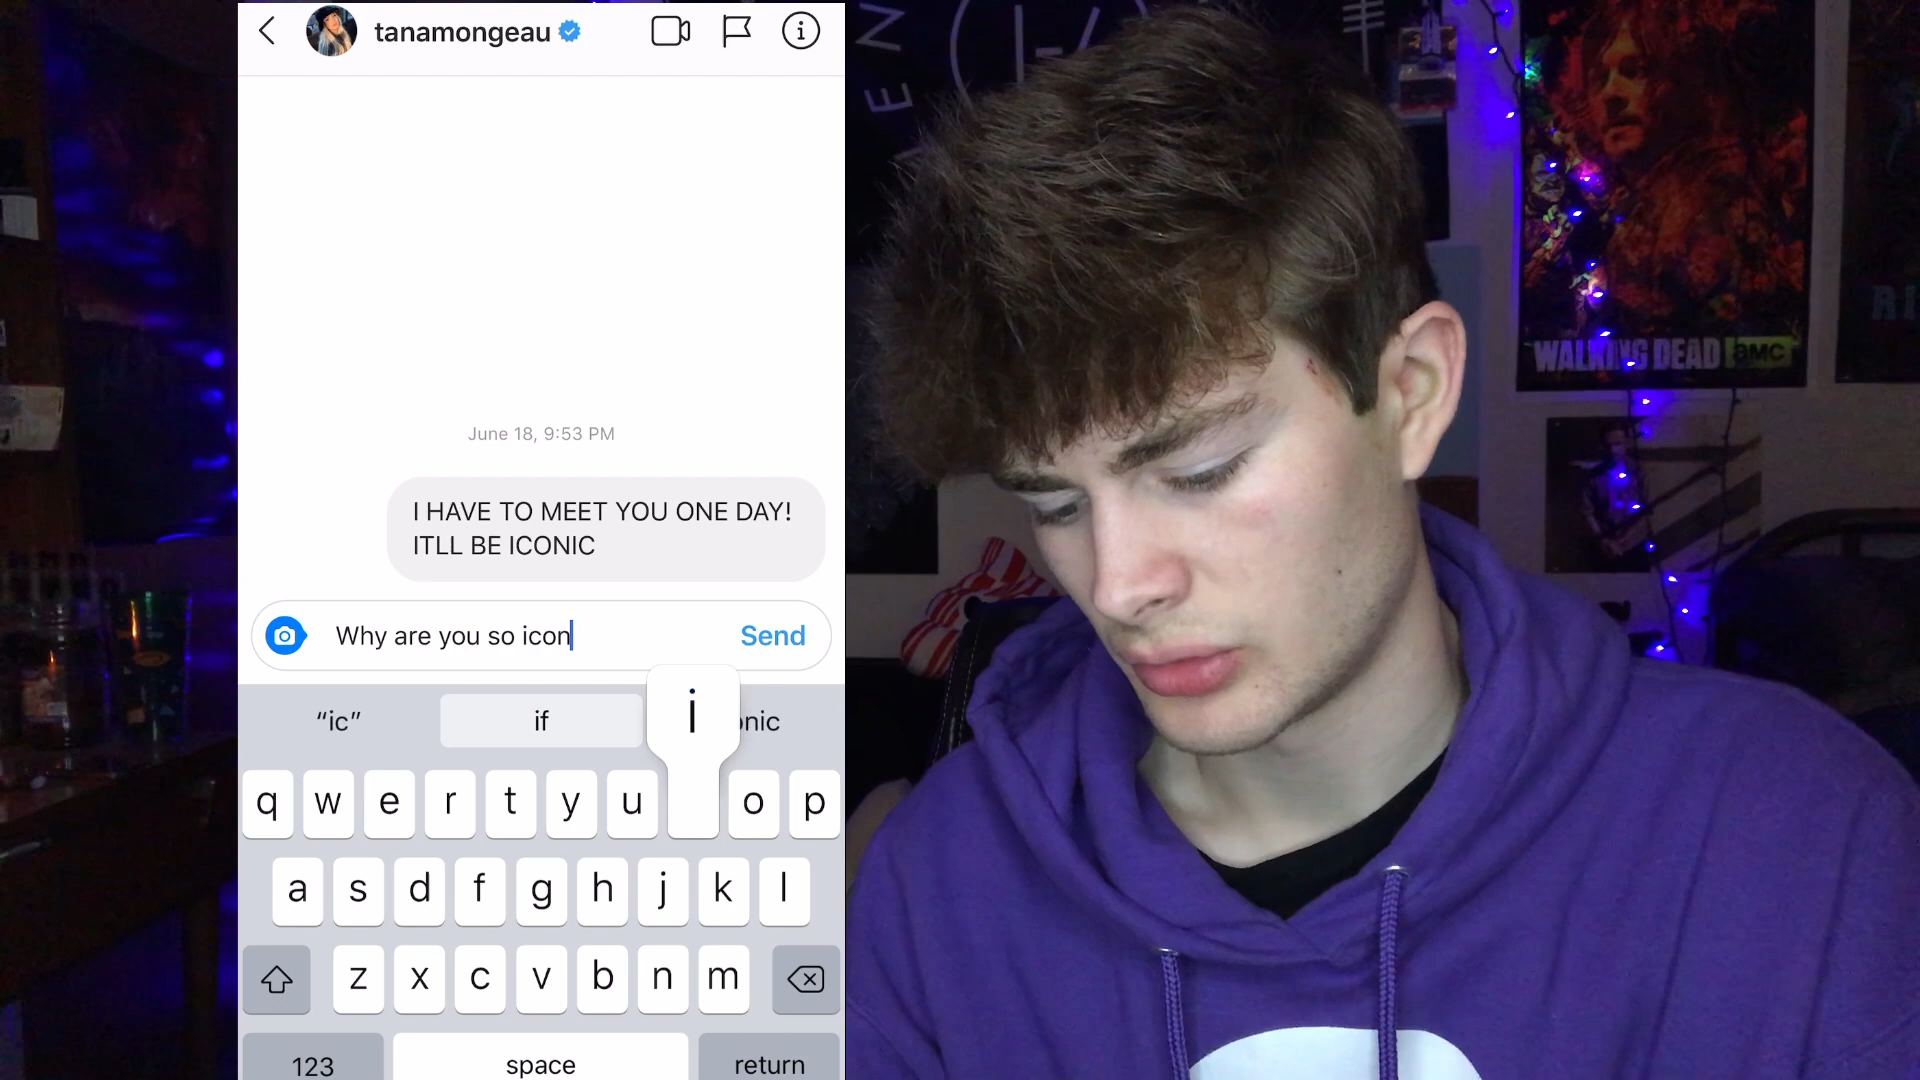 tanamongeau
June 18, 9:53 PM
I HAVE TO MEET YOU ONE DAY!
ITLL BE ICONIC
Why are you so icon
Send
“ic”
if
onic
i
q w e r t y u o p
a s d f g h j k l
z x c v b n m
123
space
return
WALKING DEAD aMC